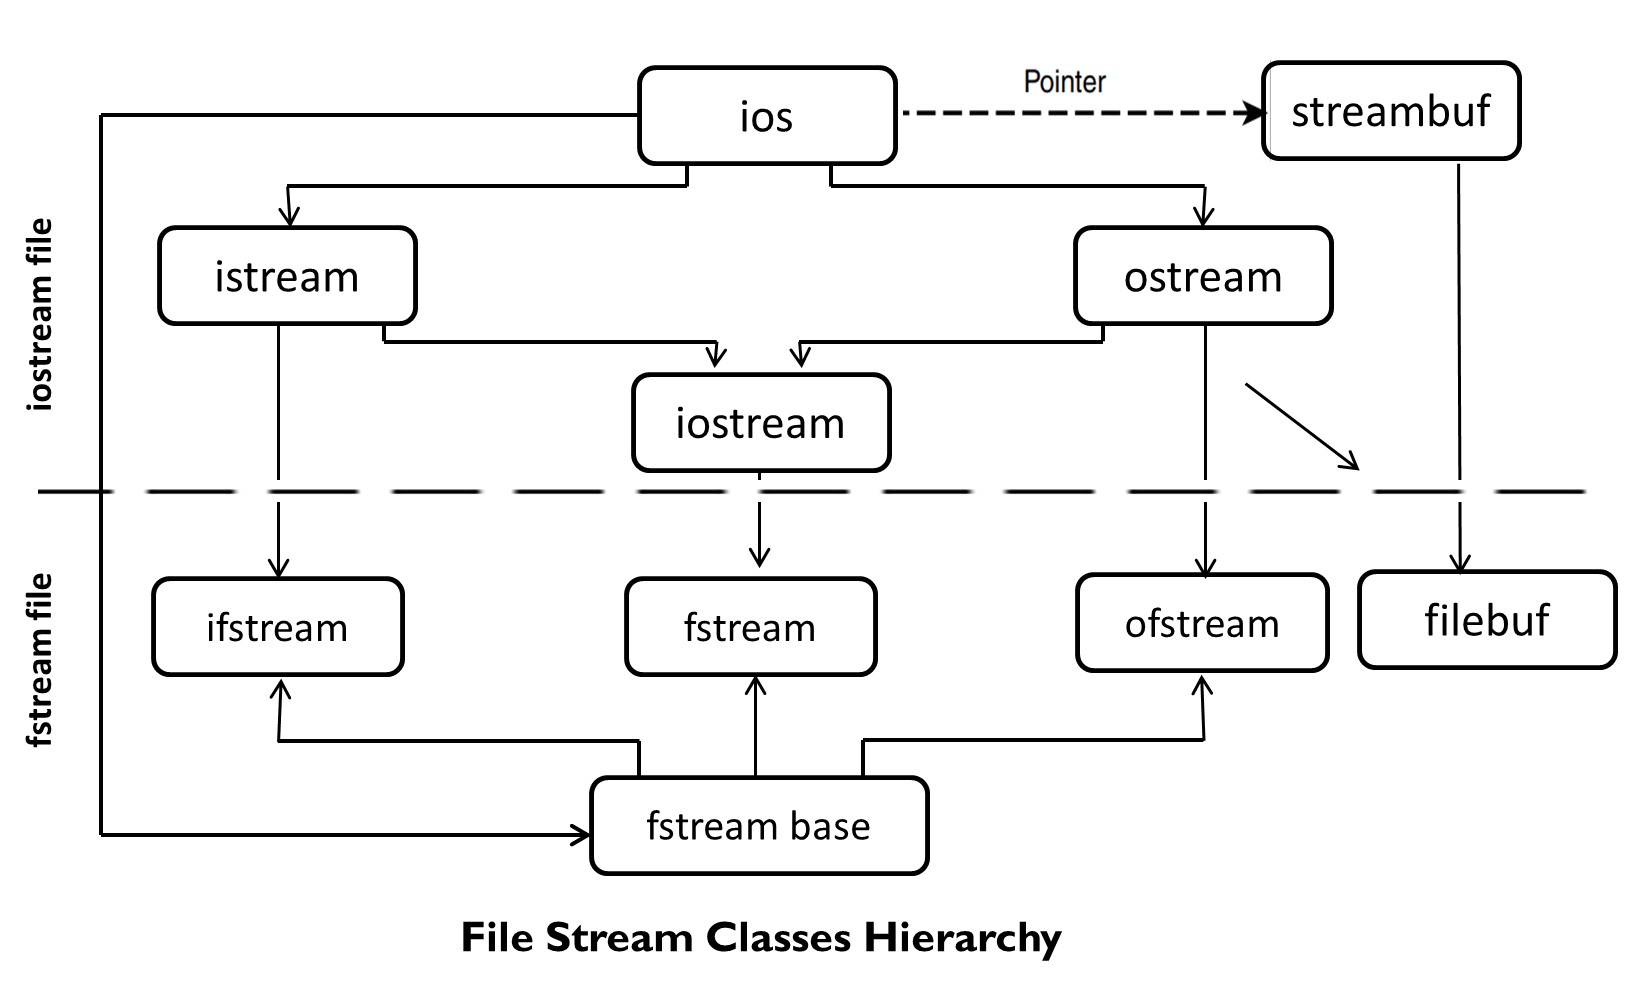 Pointer
ios
streambuf
iostream file
istream
ostream
iostream
fstream file
ifstream
fstream
ofstream
filebuf
fstream base
File Stream Classes Hierarchy